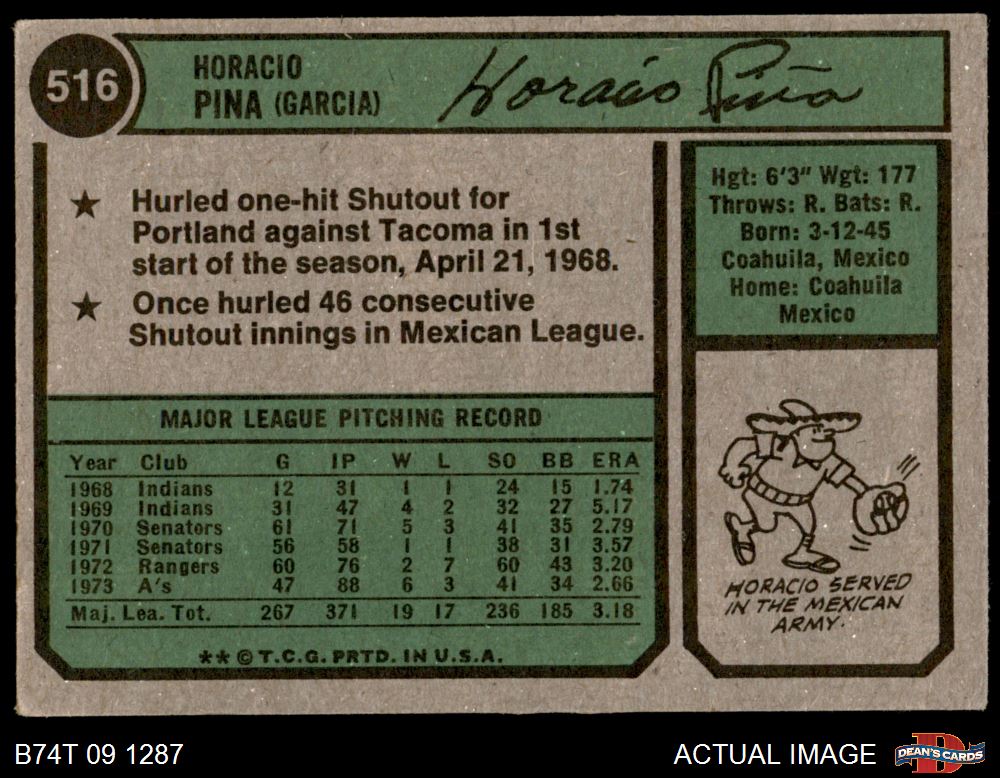 516
HORACIO
PINA (GARCIA)
Horacio Piña
★ Hurled one-hit Shutout for
Portland against Tacoma in 1st
start of the season, April 21, 1968.
★ Once hurled 46 consecutive
Shutout innings in Mexican League.
Hgt: 6'3" Wgt: 177
Throws: R. Bats: R.
Born: 3-12-45
Coahuila, Mexico
Home: Coahuila
Mexico
MAJOR LEAGUE PITCHING RECORD
Year Club G IP W L SO BB ERA
1968 Indians 12 31 1 1 24 15 1.74
1969 Indians 31 47 4 2 32 27 5.17
1970 Senators 61 71 5 3 41 35 2.79
1971 Senators 56 58 1 1 38 31 3.57
1972 Rangers 60 76 2 7 60 43 3.20
1973 A's 47 88 6 3 41 34 2.66
Maj. Lea. Tot. 267 371 19 17 236 185 3.18
** © T.C.G. PRTD. IN U.S.A.
HORACIO SERVED
IN THE MEXICAN
ARMY.
B74T 09 1287
ACTUAL IMAGE
DEAN'S CARDS